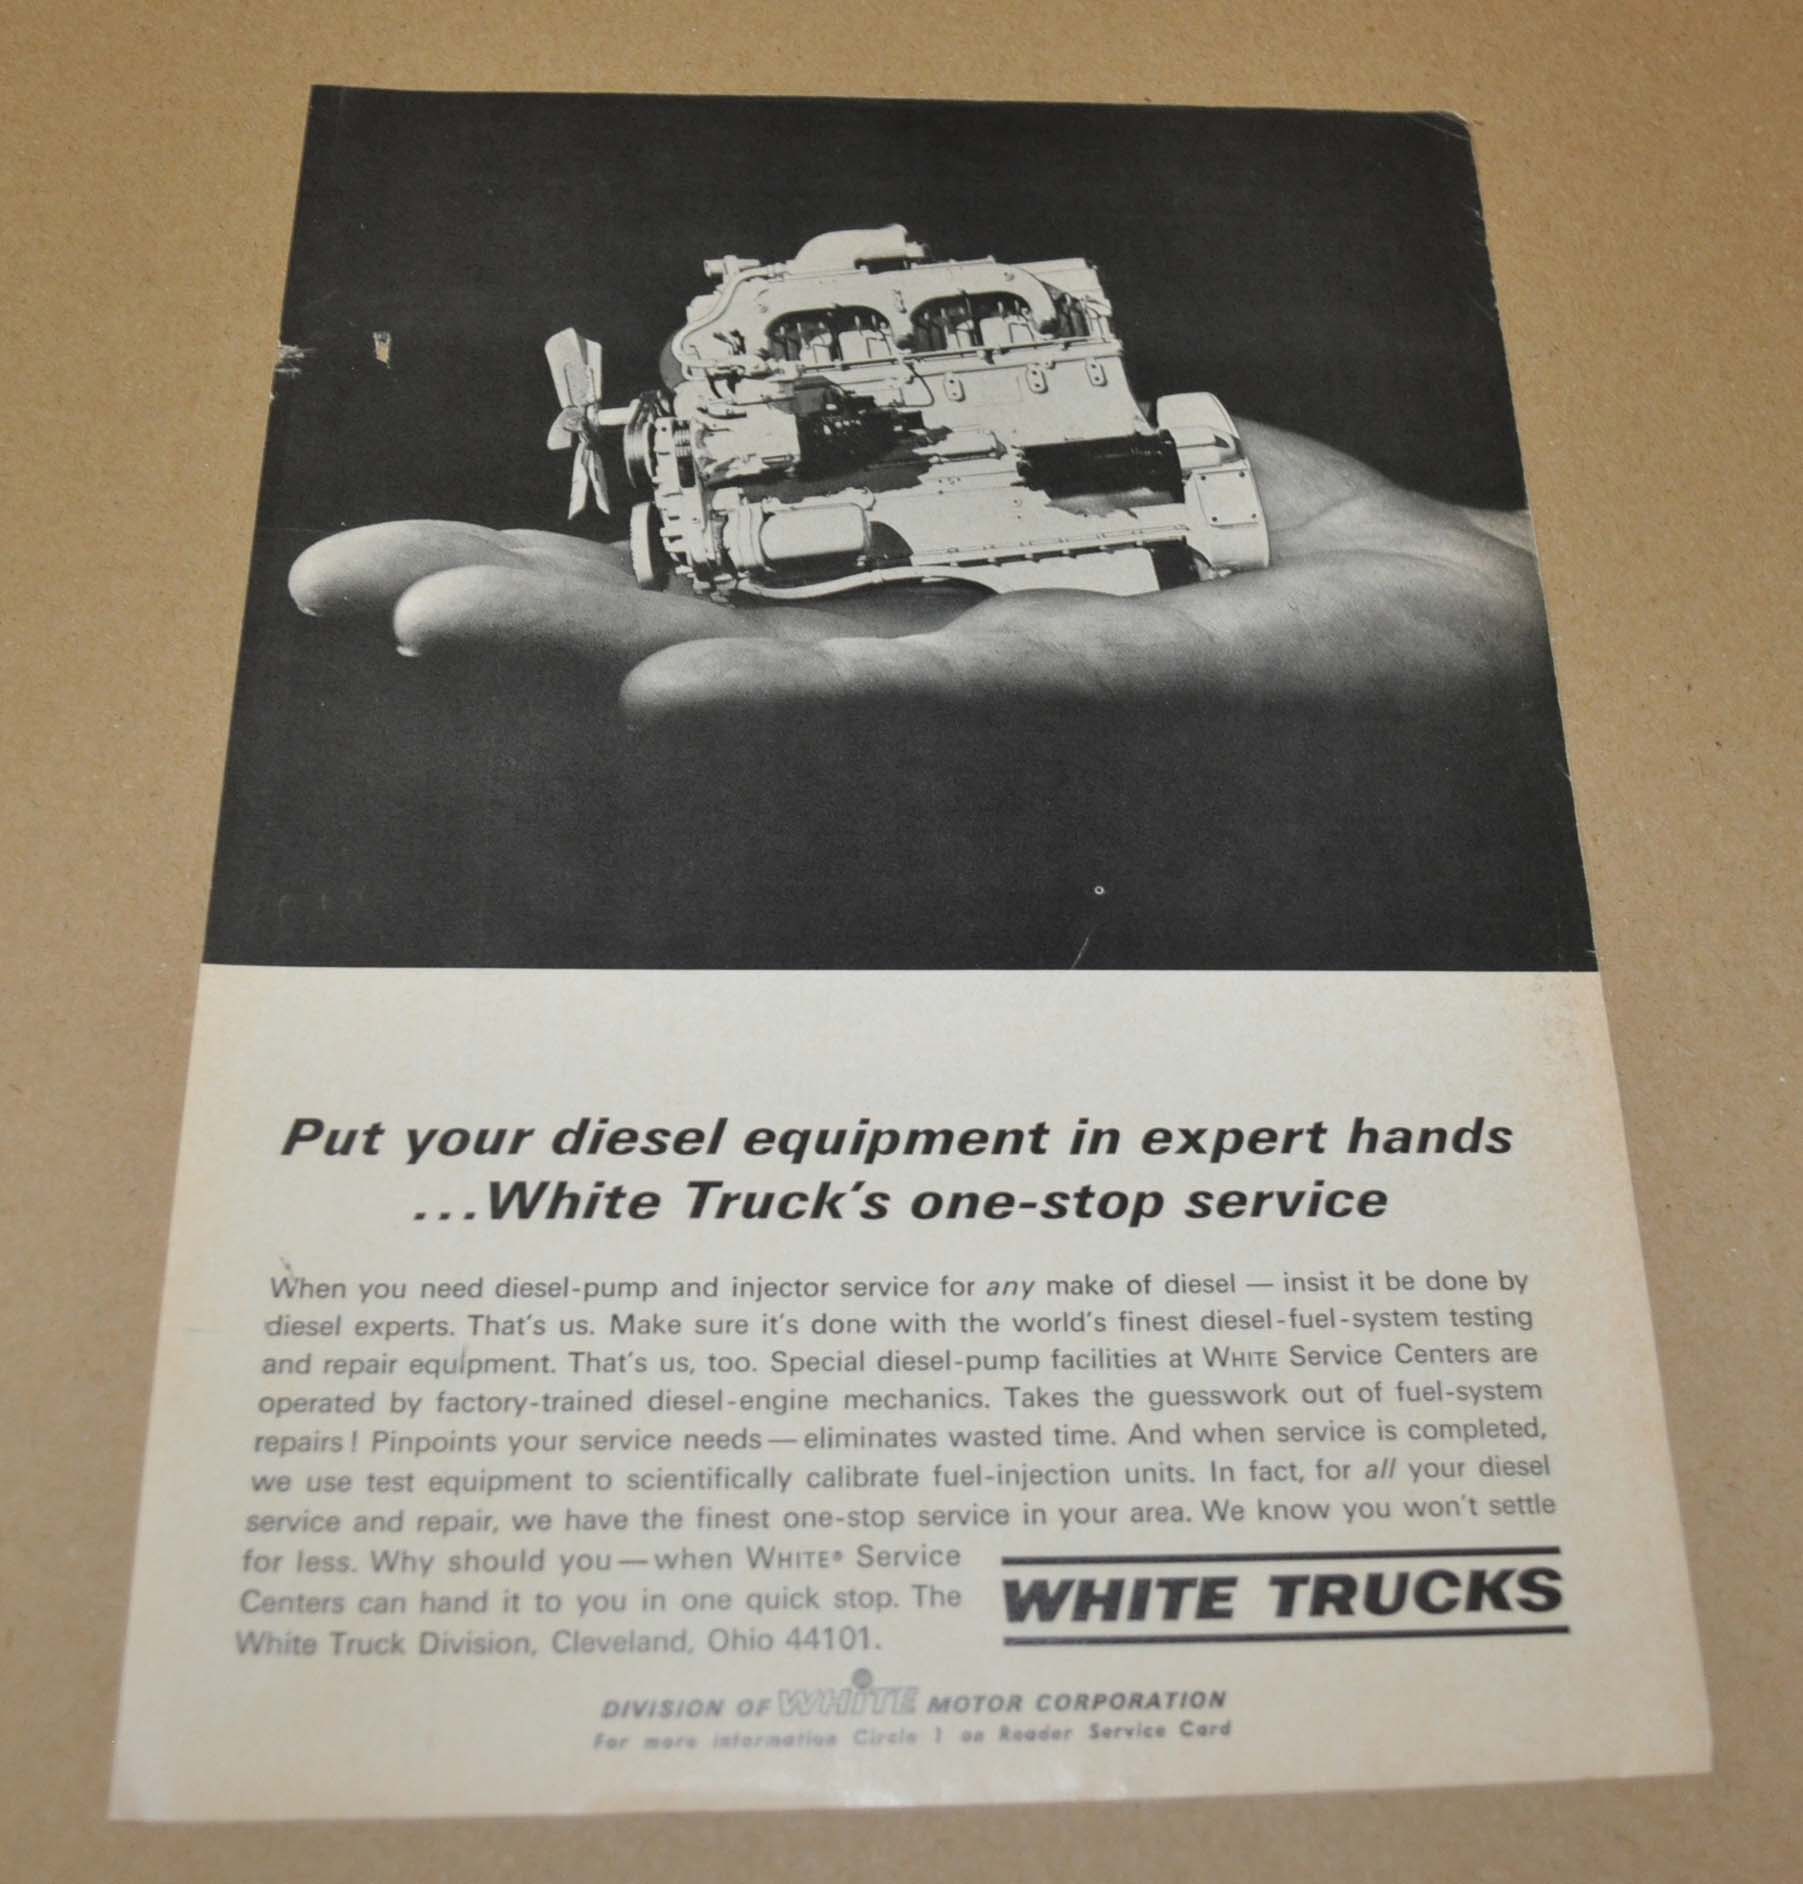 Put your diesel equipment in expert hands
...White Truck's one-stop service
When you need diesel-pump and injector service for any make of diesel — insist it be done by
diesel experts. That's us. Make sure it's done with the world's finest diesel-fuel-system testing
and repair equipment. That's us, too. Special diesel-pump facilities at WHITE Service Centers are
operated by factory-trained diesel-engine mechanics. Takes the guesswork out of fuel-system
repairs! Pinpoints your service needs — eliminates wasted time. And when service is completed,
we use test equipment to scientifically calibrate fuel-injection units. In fact, for all your diesel
service and repair, we have the finest one-stop service in your area. We know you won't settle
for less. Why should you — when WHITE® Service
Centers can hand it to you in one quick stop. The
White Truck Division, Cleveland, Ohio 44101.
WHITE TRUCKS
DIVISION OF WHITE MOTOR CORPORATION
For more information Circle 1 on Reader Service Card